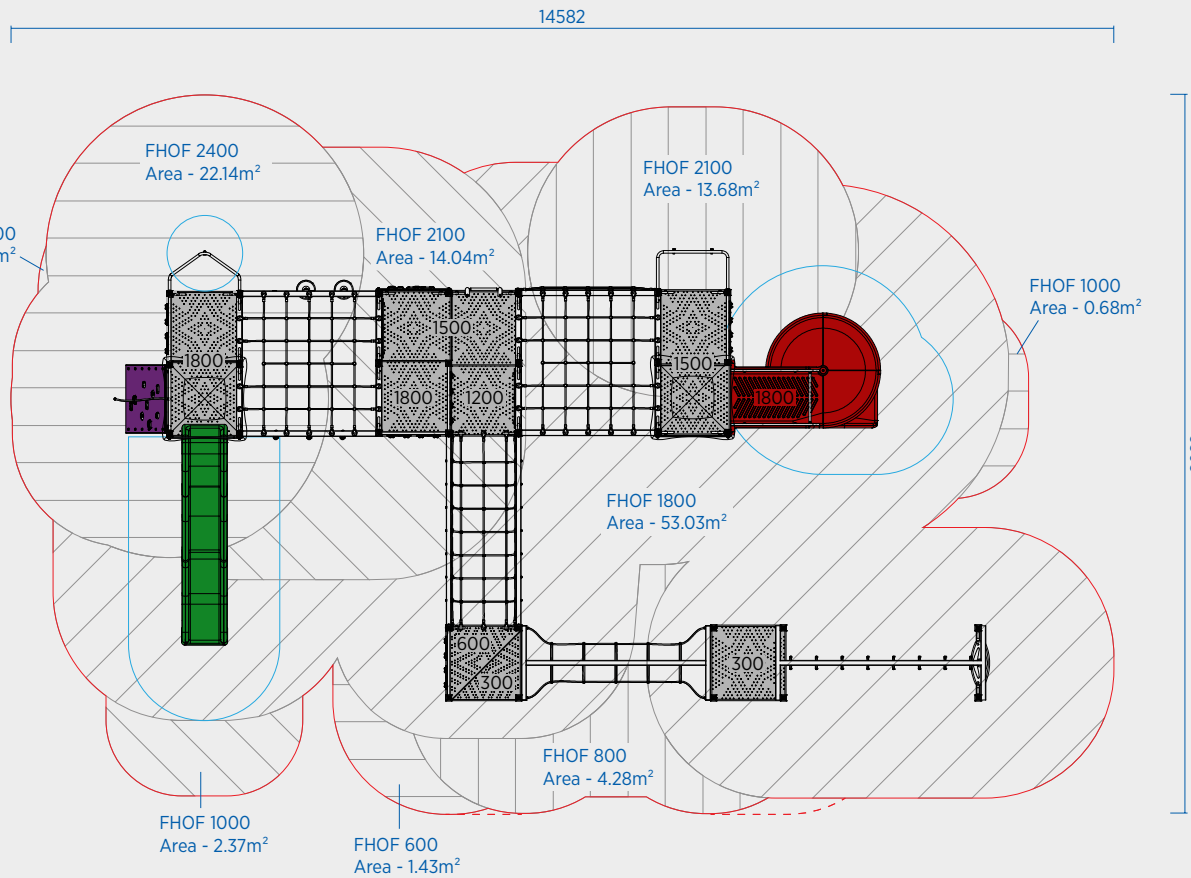 14582
FHOF 2400
Area - 22.14m²
FHOF 2100
Area - 13.68m²
FHOF 2100
Area - 14.04m²
FHOF 1000
Area - 0.68m²
1500
1800
1500
1800
1200
1800
FHOF 1800
Area - 53.03m²
600
300
300
FHOF 800
Area - 4.28m²
FHOF 1000
Area - 2.37m²
FHOF 600
Area - 1.43m²